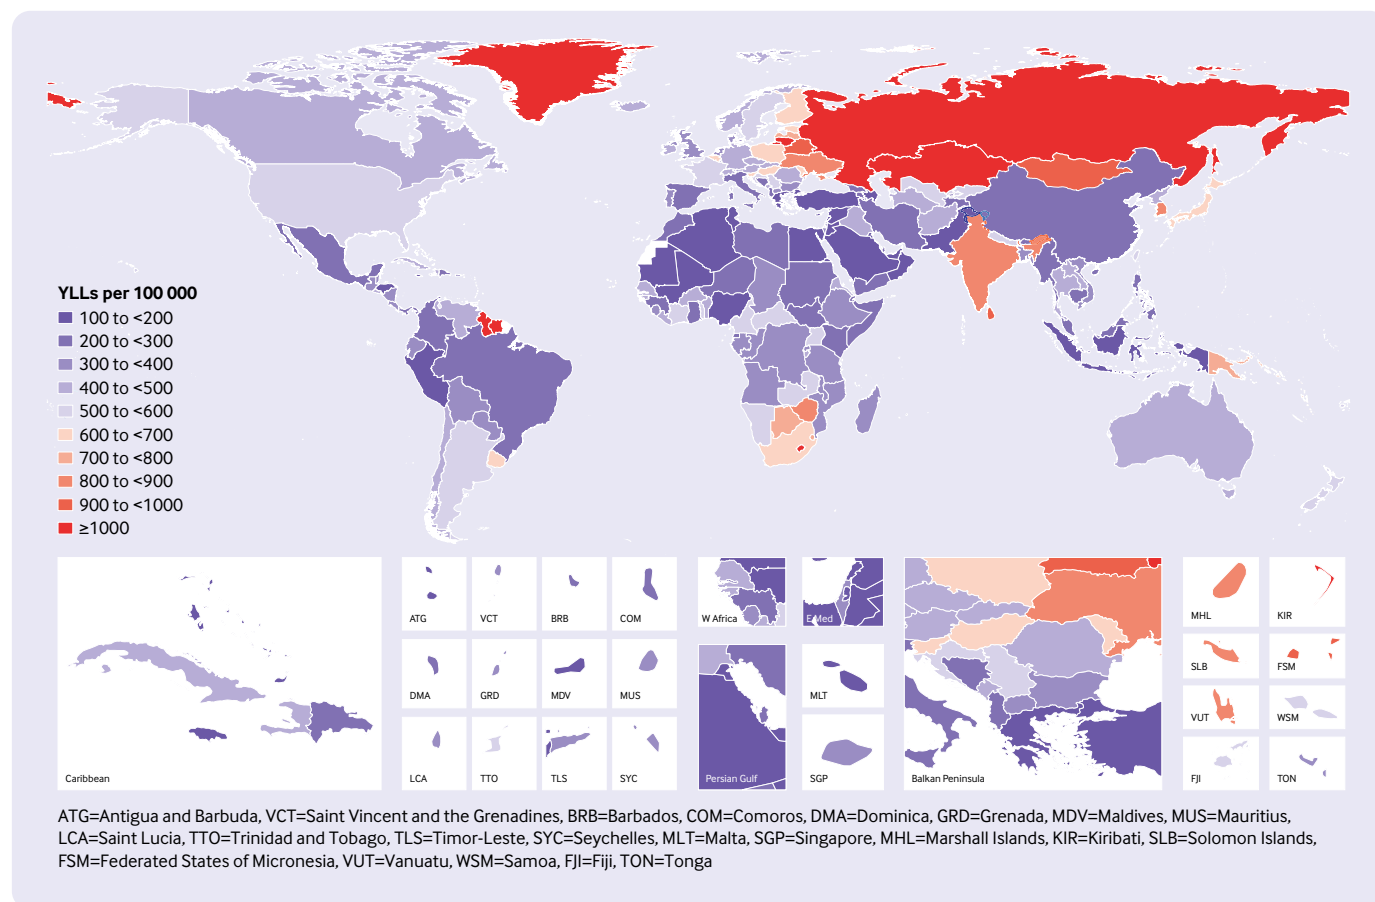 YLLs per 100 000
100 to <200
200 to <300
300 to <400
400 to <500
500 to <600
600 to <700
700 to <800
800 to <900
900 to <1000
≥1000
Caribbean
ATG
VCT
BRB
COM
DMA
GRD
MDV
MUS
LCA
TTO
TLS
SYC
W Africa
E Med
Persian Gulf
MLT
SGP
Balkan Peninsula
MHL
KIR
SLB
FSM
VUT
WSM
FJI
TON
ATG=Antigua and Barbuda, VCT=Saint Vincent and the Grenadines, BRB=Barbados, COM=Comoros, DMA=Dominica, GRD=Grenada, MDV=Maldives, MUS=Mauritius,
LCA=Saint Lucia, TTO=Trinidad and Tobago, TLS=Timor-Leste, SYC=Seychelles, MLT=Malta, SGP=Singapore, MHL=Marshall Islands, KIR=Kiribati, SLB=Solomon Islands,
FSM=Federated States of Micronesia, VUT=Vanuatu, WSM=Samoa, FJI=Fiji, TON=Tonga